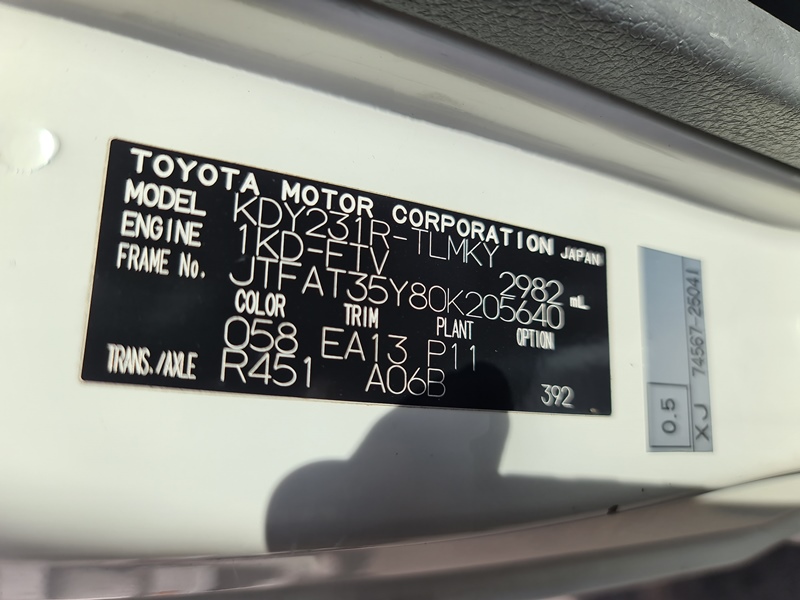 TOYOTA MOTOR CORPORATION JAPAN
MODEL KDY231R-TLMKY
ENGINE 1KD-ETV 2982 mL
FRAME No. JTFAT35Y80K205640
COLOR TRIM PLANT OPTION
058 EA13 P11
TRANS./AXLE R451 A06B 392
0.5
XJ 74567-25041